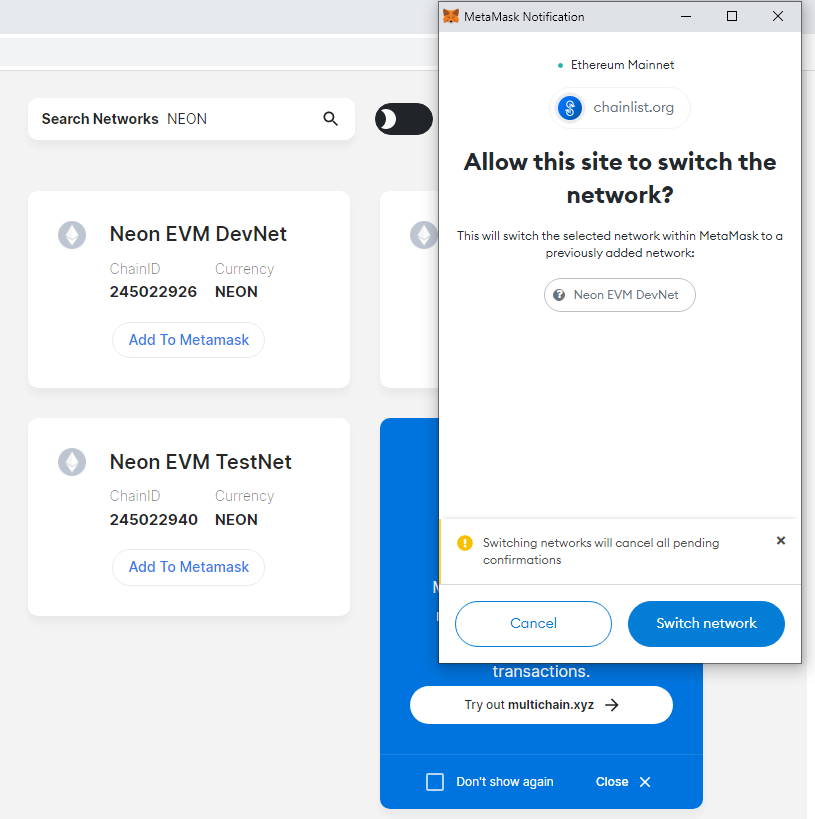 MetaMask Notification
Ethereum Mainnet
chainlist.org
Allow this site to switch the
network?
This will switch the selected network within MetaMask to a
previously added network:
Neon EVM DevNet
Switching networks will cancel all pending
confirmations
Cancel
Switch network
Search Networks NEON
Neon EVM DevNet
ChainID Currency
245022926 NEON
Add To Metamask
Neon EVM TestNet
ChainID Currency
245022940 NEON
Add To Metamask
transactions.
Try out multichain.xyz
Don't show again
Close